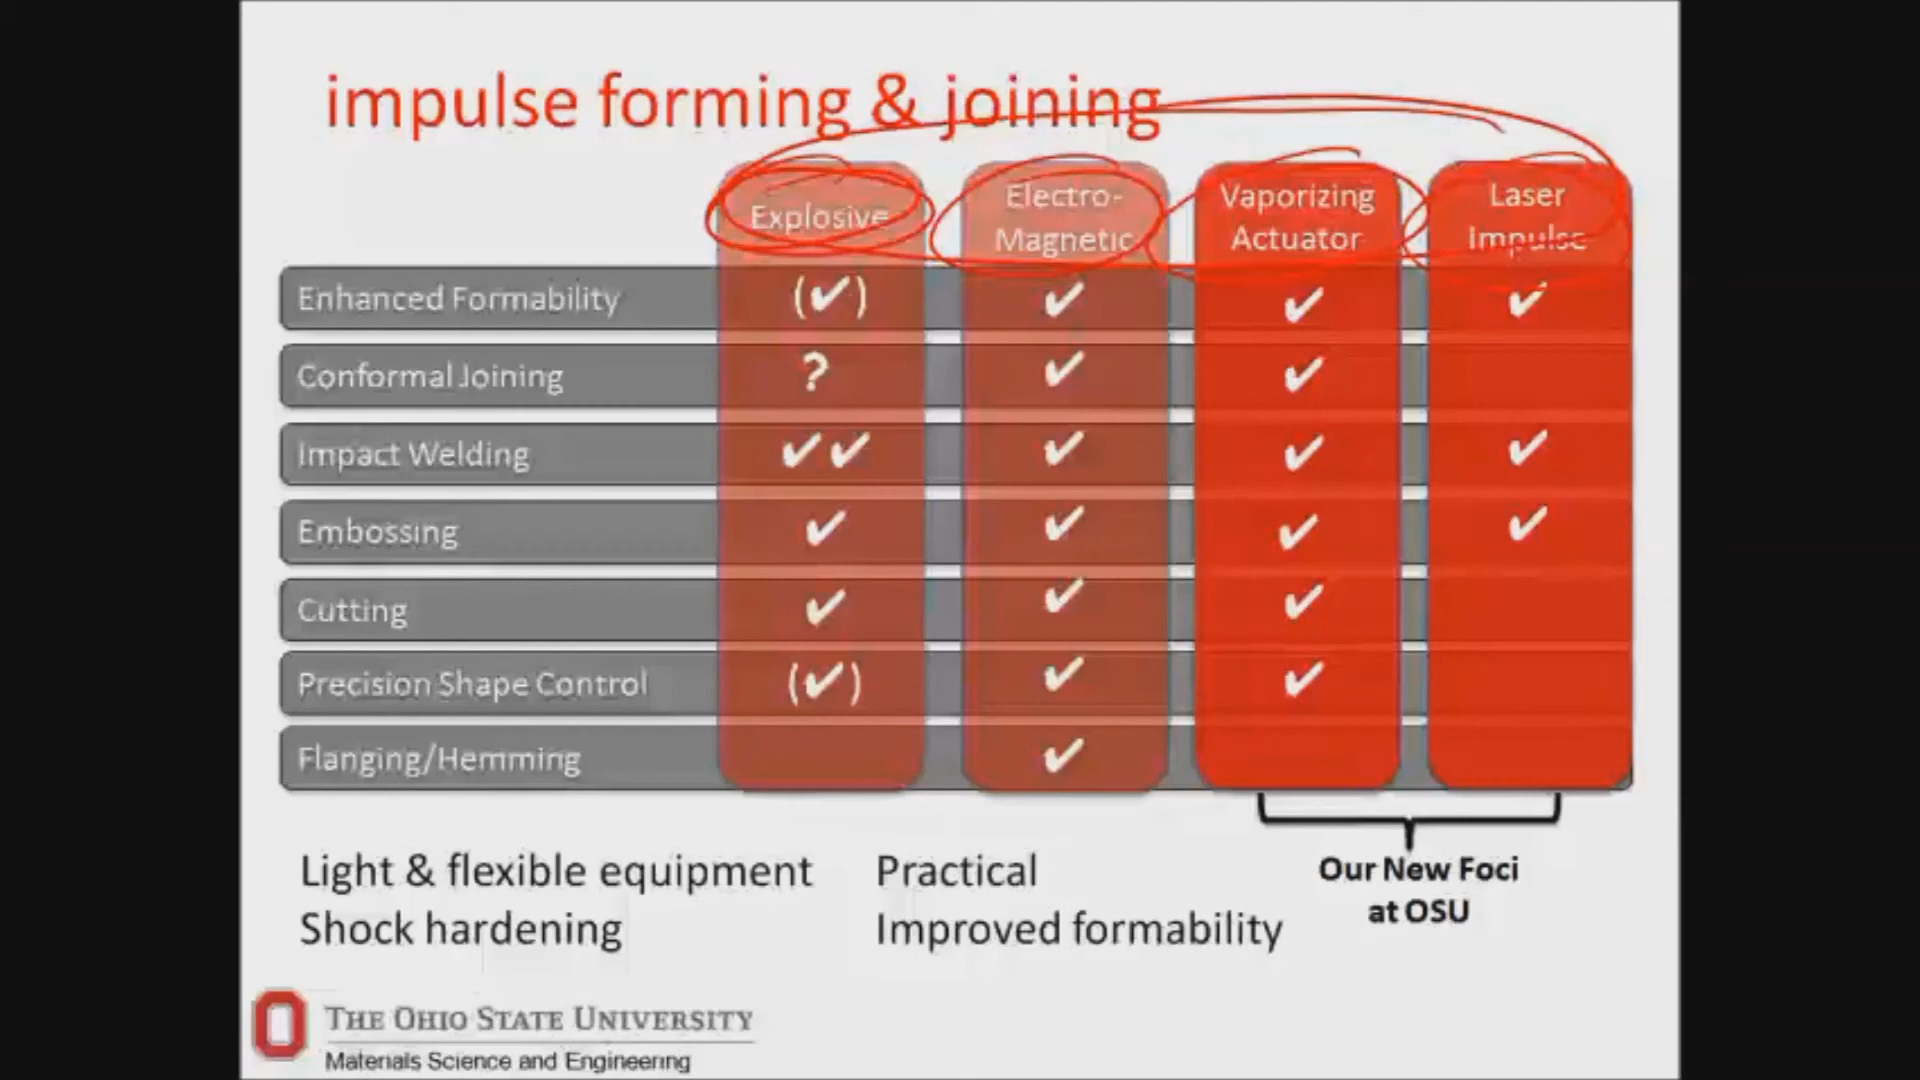 impulse forming & joining
Explosive
Electro-
Magnetic
Vaporizing
Actuator
Laser
Impulse
Enhanced Formability (✔) ✔ ✔ ✔
Conformal Joining ? ✔ ✔
Impact Welding ✔✔ ✔ ✔ ✔
Embossing ✔ ✔ ✔ ✔
Cutting ✔ ✔ ✔
Precision Shape Control (✔) ✔ ✔
Flanging/Hemming ✔
Light & flexible equipment
Shock hardening
Practical
Improved formability
Our New Foci
at OSU
THE OHIO STATE UNIVERSITY
Materials Science and Engineering